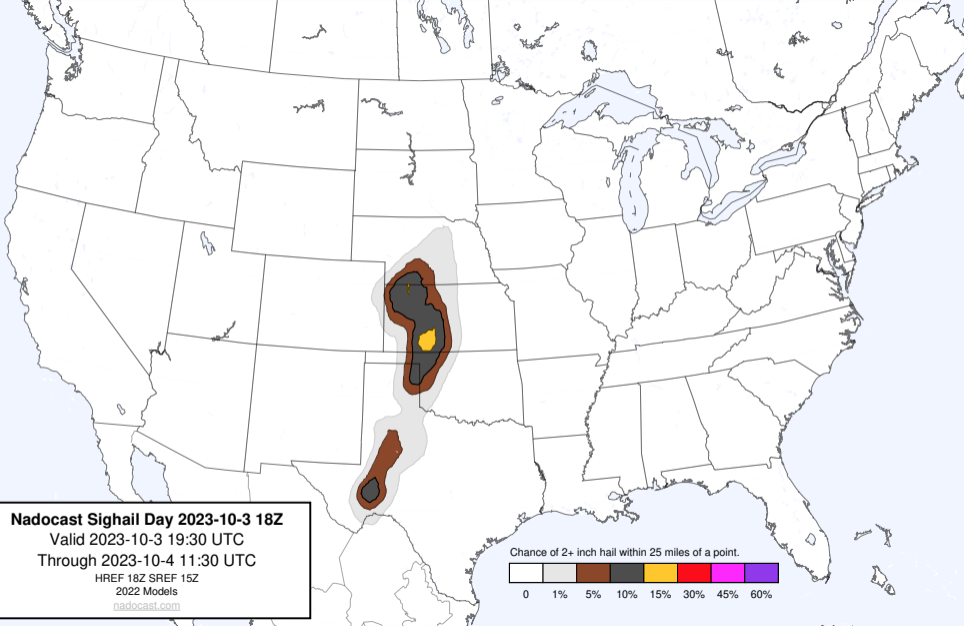 Nadocast Sighail Day 2023-10-3 18Z
Valid 2023-10-3 19:30 UTC
Through 2023-10-4 11:30 UTC
HREF 18Z SREF 15Z
2022 Models
nadocast.com
Chance of 2+ inch hail within 25 miles of a point.
0 1% 5% 10% 15% 30% 45% 60%